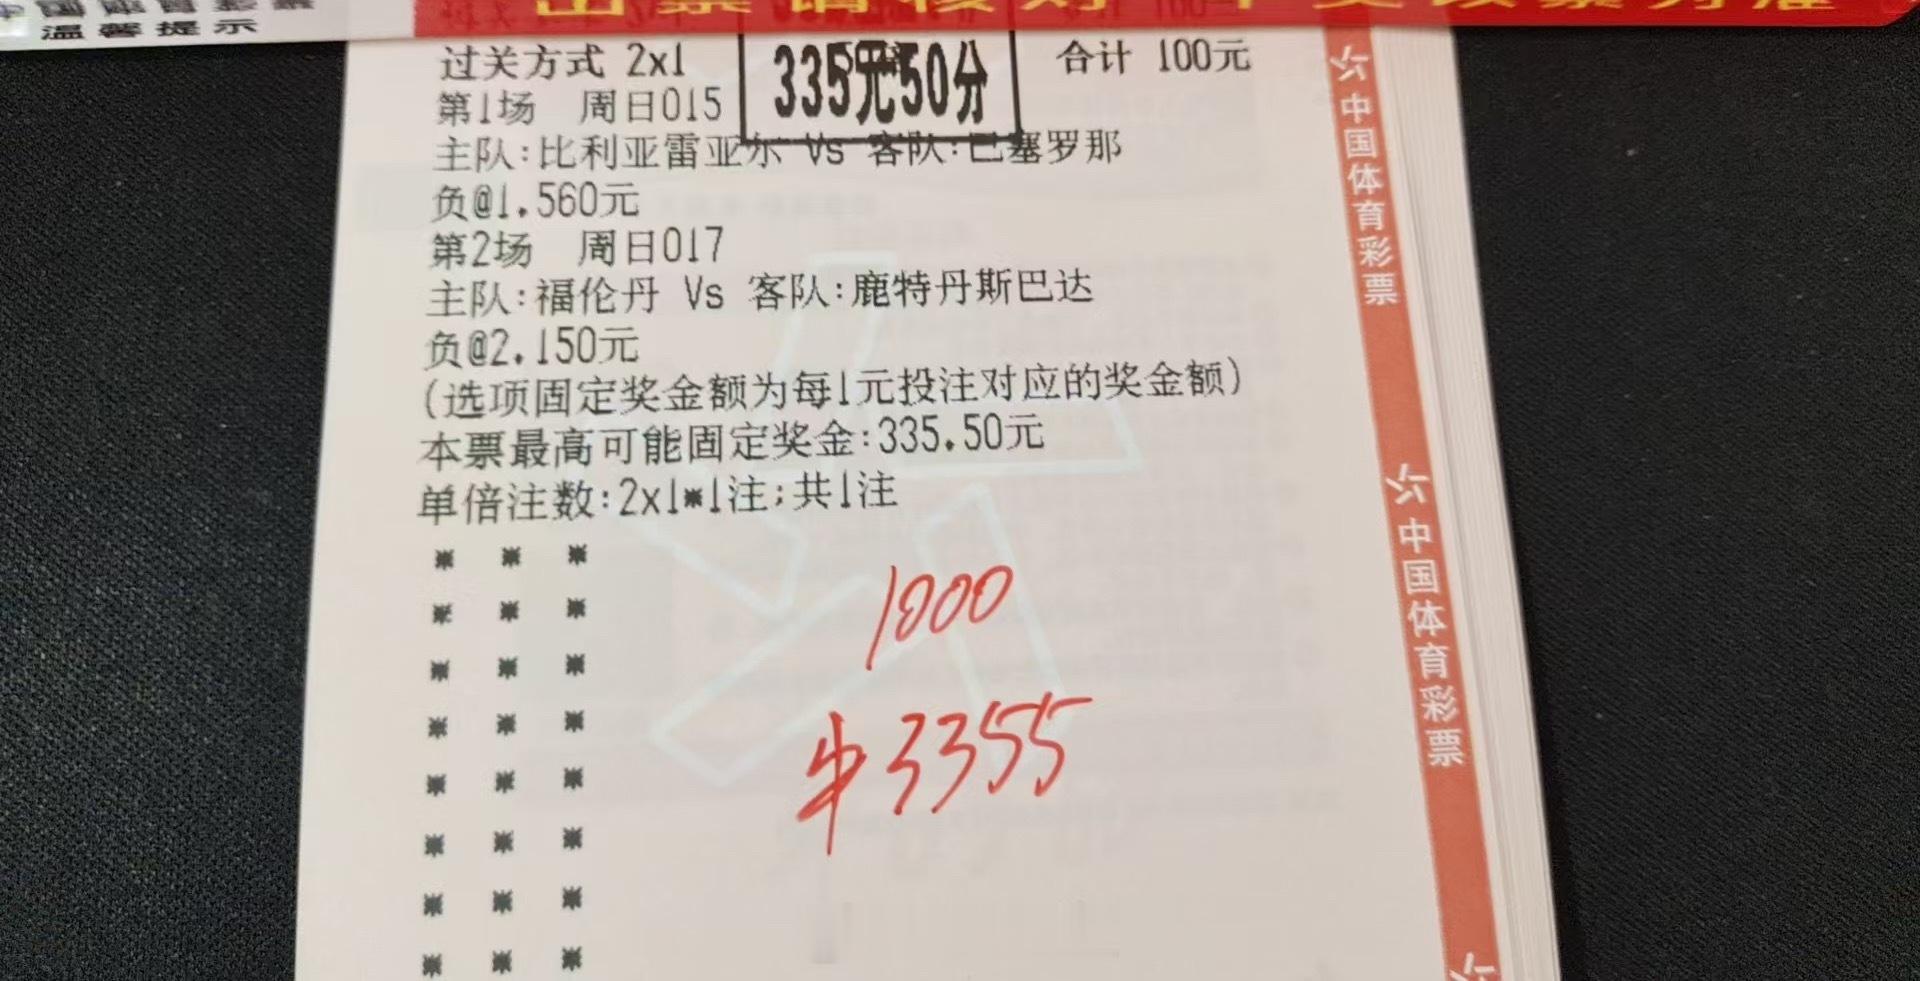 温馨提示
过关方式 2x1
335元50分
合计 100元
第1场 周日015
主队:比利亚雷亚尔 Vs 客队:巴塞罗那
负@1.560元
第2场 周日017
主队:福伦丹 Vs 客队:鹿特丹斯巴达
负@2.150元
(选项固定奖金额为每1元投注对应的奖金额)
本票最高可能固定奖金:335.50元
单倍注数:2x1*1注;共1注
1000
中3355
中国体育彩票
中国体育彩票